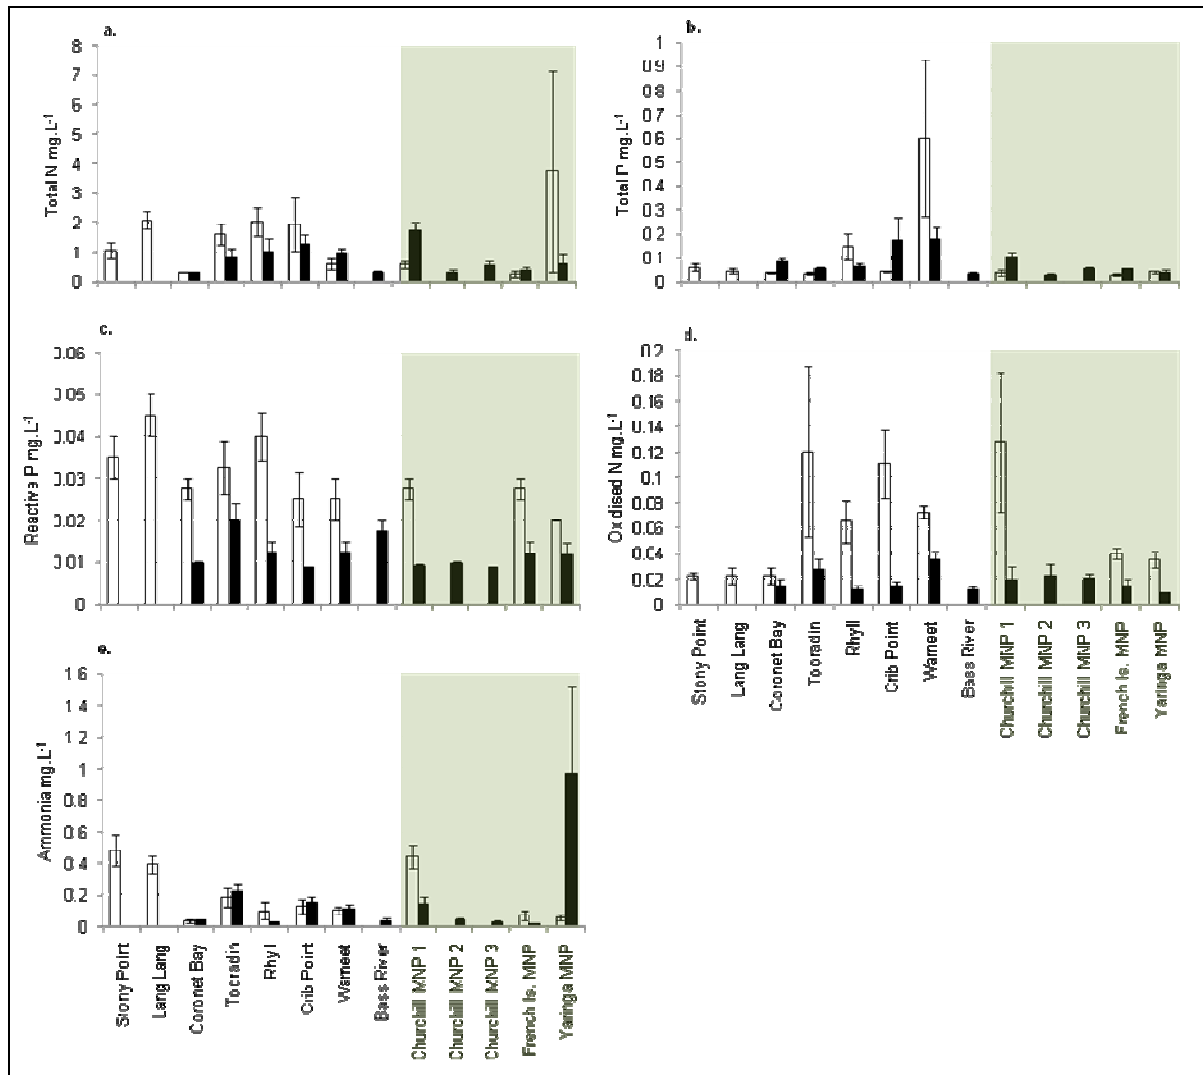 a.
Total N mg.L-1
8
7
6
5
4
3
2
1
0
b.
Total P mg.L-1
1
0.9
0.8
0.7
0.6
0.5
0.4
0.3
0.2
0.1
0
c.
Reactive P mg.L-1
0.06
0.05
0.04
0.03
0.02
0.01
0
d.
Oxidised N mg.L-1
0.2
0.18
0.16
0.14
0.12
0.1
0.08
0.06
0.04
0.02
0
Stony Point
Lang Lang
Coronet Bay
Tooradin
Rhyll
Crib Point
Warneet
Bass River
Churchill MNP 1
Churchill MNP 2
Churchill MNP 3
French Is. MNP
Yaringa MNP
e.
Ammonia mg.L-1
1.6
1.4
1.2
1
0.8
0.6
0.4
0.2
0
Stony Point
Lang Lang
Coronet Bay
Tooradin
Rhyll
Crib Point
Warneet
Bass River
Churchill MNP 1
Churchill MNP 2
Churchill MNP 3
French Is. MNP
Yaringa MNP